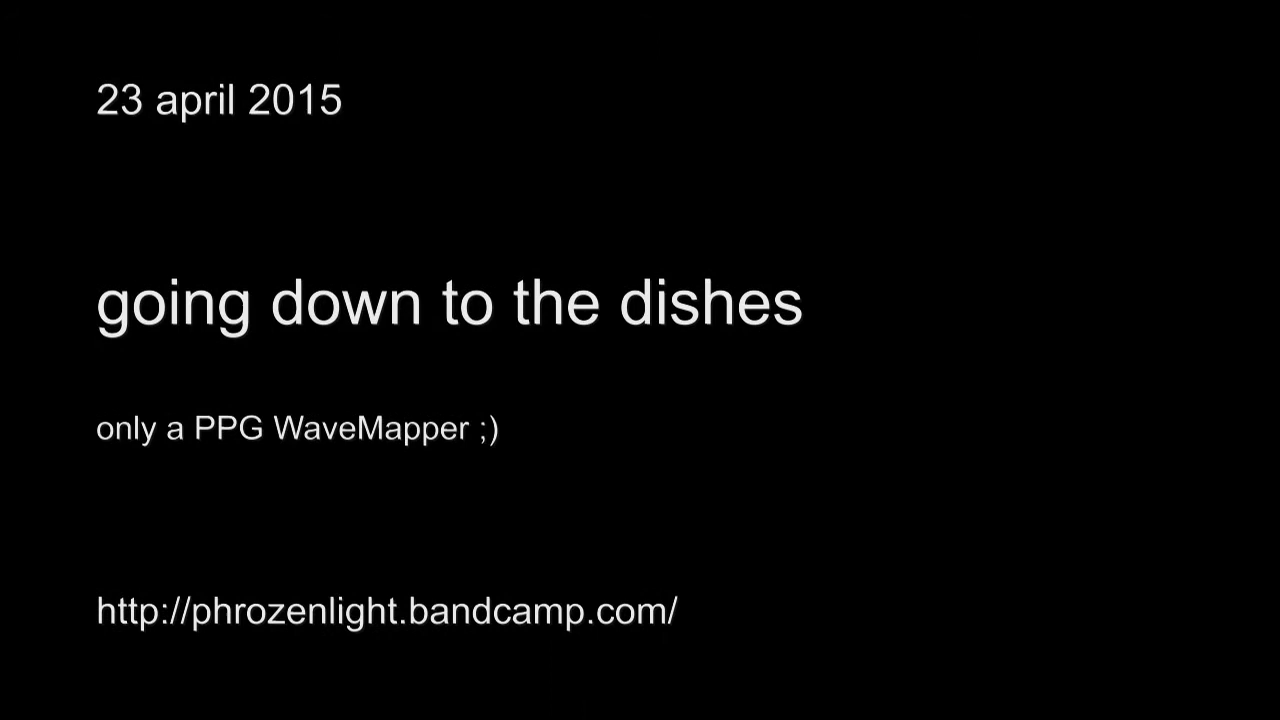 23 april 2015
going down to the dishes
only a PPG WaveMapper ;)
http://phrozenlight.bandcamp.com/